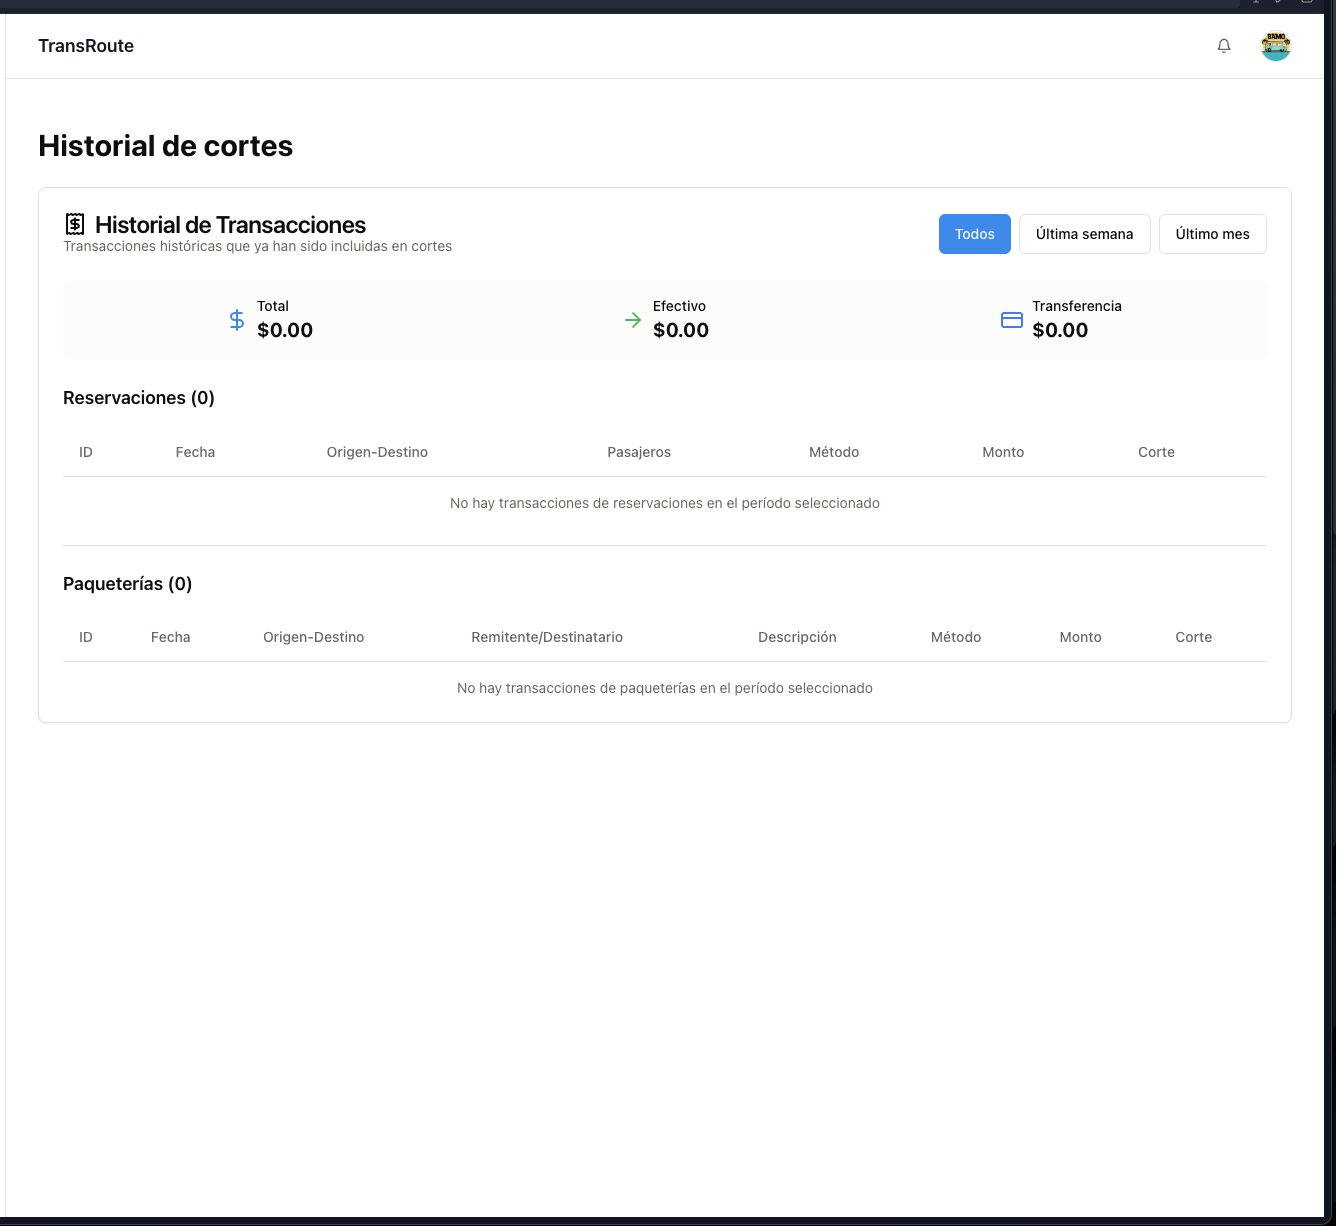 TransRoute
BAMO
Historial de cortes
Historial de Transacciones
Transacciones históricas que ya han sido incluidas en cortes
Todos
Última semana
Último mes
Total
$0.00
Efectivo
$0.00
Transferencia
$0.00
Reservaciones (0)
ID Fecha Origen-Destino Pasajeros Método Monto Corte
No hay transacciones de reservaciones en el período seleccionado
Paqueterías (0)
ID Fecha Origen-Destino Remitente/Destinatario Descripción Método Monto Corte
No hay transacciones de paqueterías en el período seleccionado